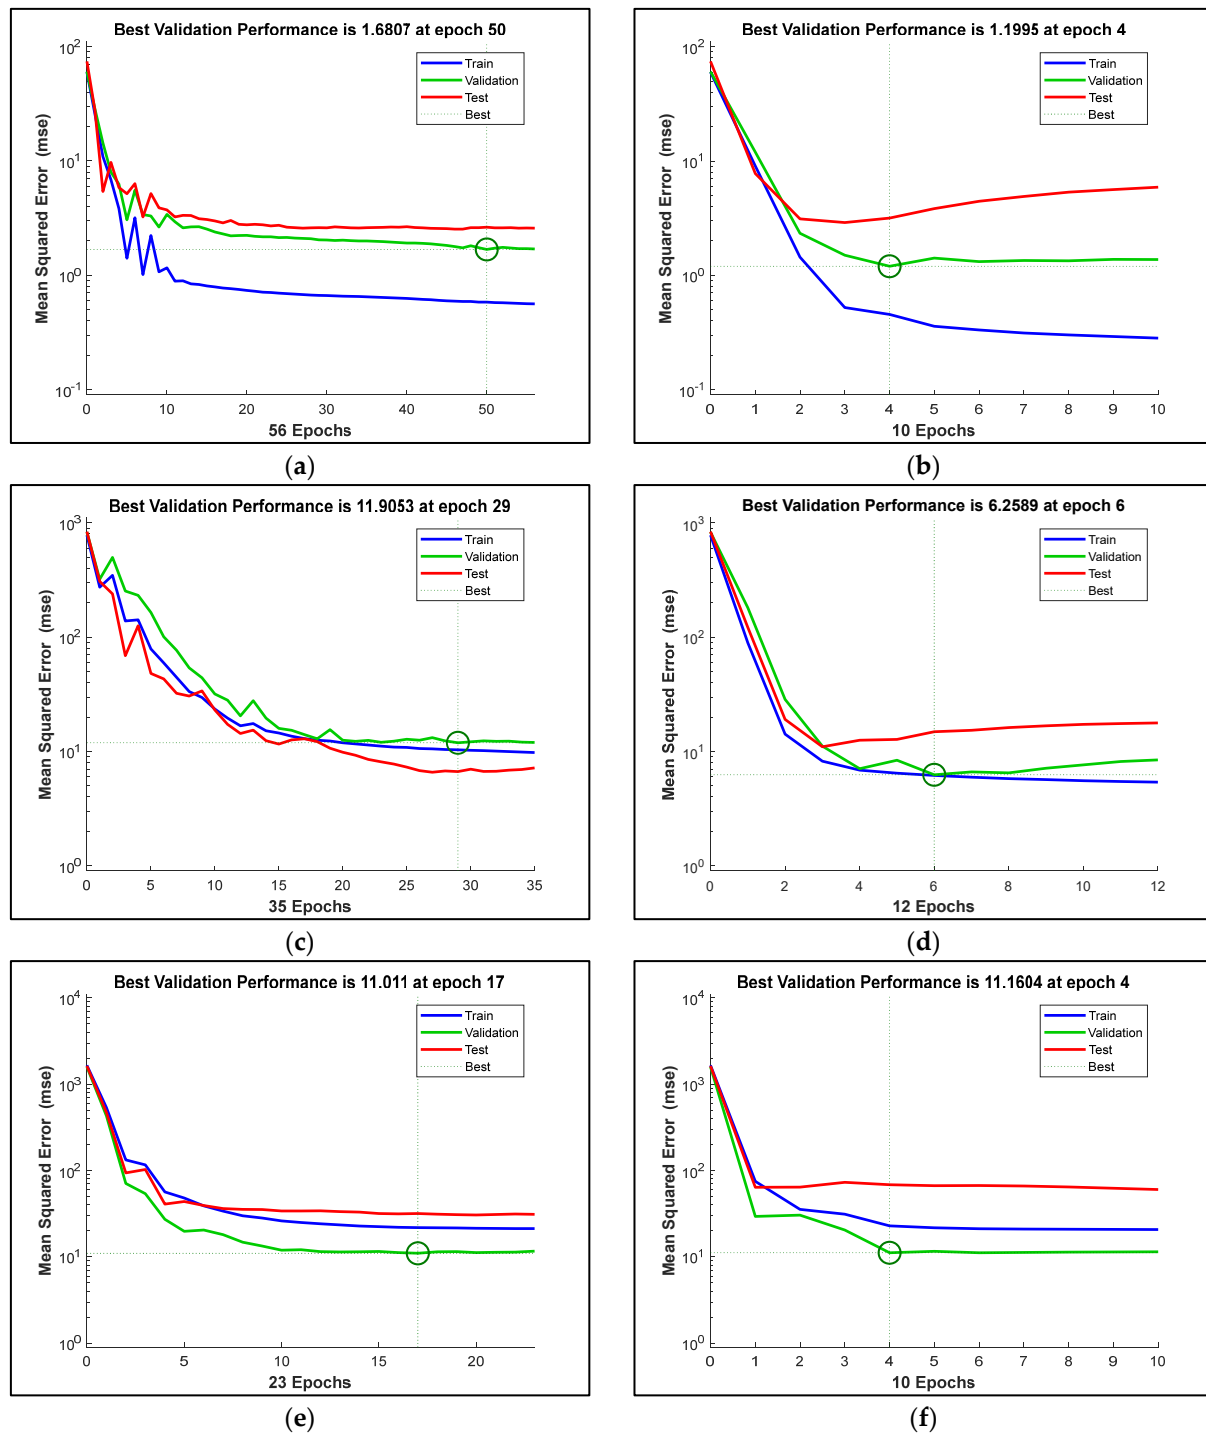 Best Validation Performance is 1.6807 at epoch 50
Mean Squared Error (mse)
10^2
10^1
10^0
10^-1
Train
Validation
Test
Best
0 10 20 30 40 50
56 Epochs
(a)
Best Validation Performance is 1.1995 at epoch 4
Mean Squared Error (mse)
10^2
10^1
10^0
10^-1
Train
Validation
Test
Best
0 1 2 3 4 5 6 7 8 9 10
10 Epochs
(b)
Best Validation Performance is 11.9053 at epoch 29
Mean Squared Error (mse)
10^3
10^2
10^1
10^0
Train
Validation
Test
Best
0 5 10 15 20 25 30 35
35 Epochs
(c)
Best Validation Performance is 6.2589 at epoch 6
Mean Squared Error (mse)
10^3
10^2
10^1
10^0
Train
Validation
Test
Best
0 2 4 6 8 10 12
12 Epochs
(d)
Best Validation Performance is 11.011 at epoch 17
Mean Squared Error (mse)
10^4
10^3
10^2
10^1
10^0
Train
Validation
Test
Best
0 5 10 15 20
23 Epochs
(e)
Best Validation Performance is 11.1604 at epoch 4
Mean Squared Error (mse)
10^4
10^3
10^2
10^1
10^0
Train
Validation
Test
Best
0 1 2 3 4 5 6 7 8 9 10
10 Epochs
(f)